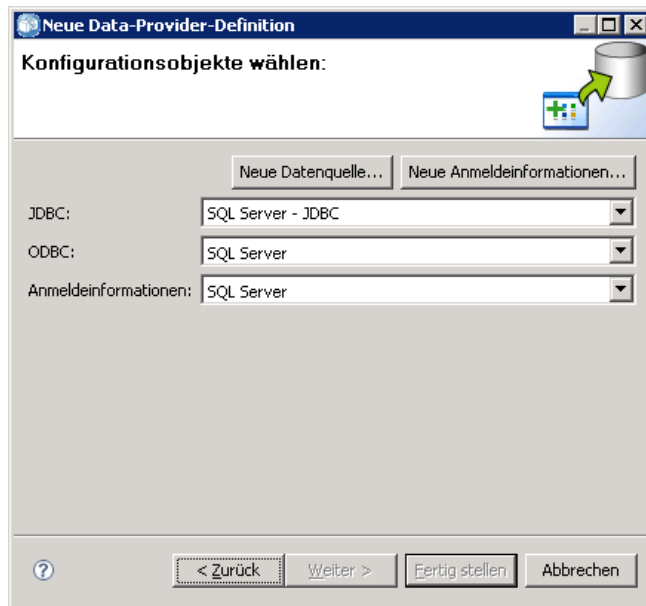 Neue Data-Provider-Definition
Konfigurationsobjekte wählen:
Neue Datenquelle... Neue Anmeldeinformationen...
JDBC: SQL Server - JDBC
ODBC: SQL Server
Anmeldeinformationen: SQL Server
? < Zurück Weiter > Fertig stellen Abbrechen